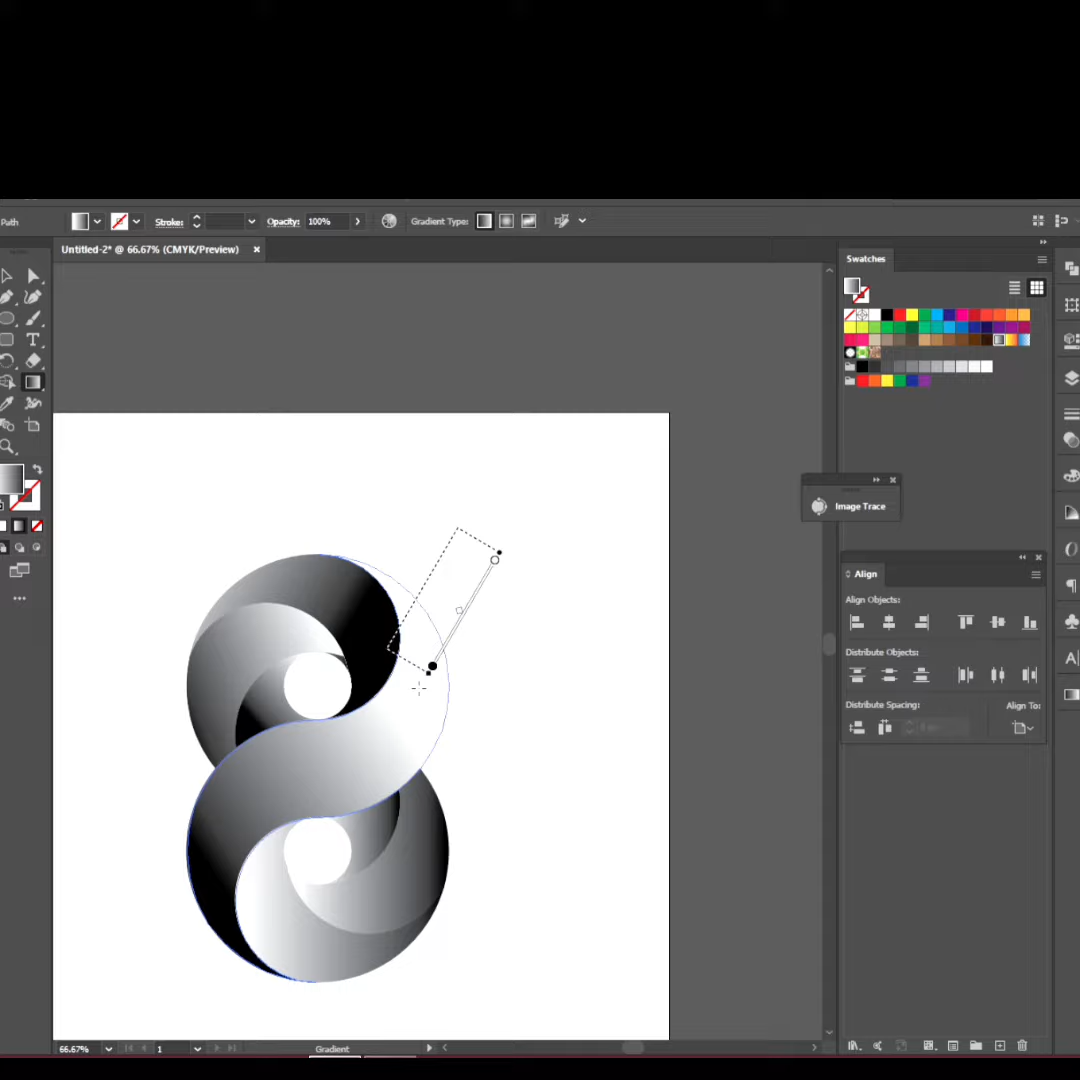 Path Stroke: Opacity: 100% Gradient Type:
Untitled-2* @ 66.67% (CMYK/Preview) ×
Swatches
Image Trace
Align
Align Objects:
Distribute Objects:
Distribute Spacing: Align To:
66.67% 1 Gradient